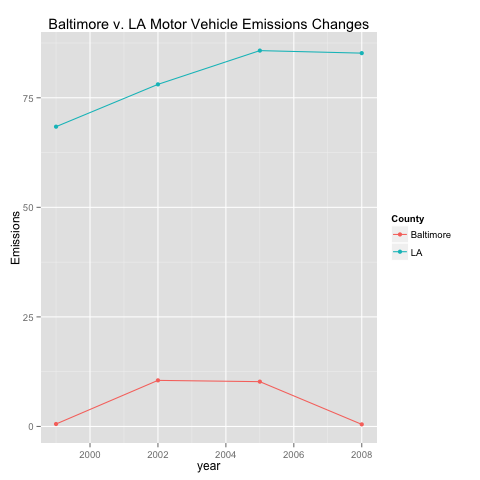 Baltimore v. LA Motor Vehicle Emissions Changes
75
50
25
0
Emissions
2000 2002 2004 2006 2008
year
County
Baltimore
LA